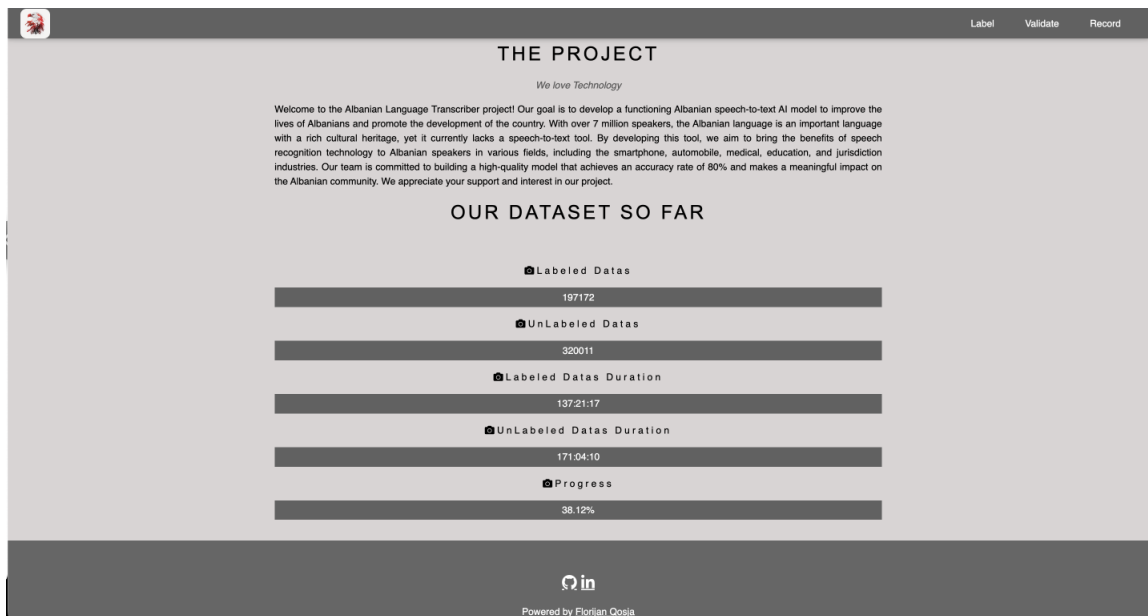 Label Validate Record
THE PROJECT
We love Technology
Welcome to the Albanian Language Transcriber project! Our goal is to develop a functioning Albanian speech-to-text AI model to improve the
lives of Albanians and promote the development of the country. With over 7 million speakers, the Albanian language is an important language
with a rich cultural heritage, yet it currently lacks a speech-to-text tool. By developing this tool, we aim to bring the benefits of speech
recognition technology to Albanian speakers in various fields, including the smartphone, automobile, medical, education, and jurisdiction
industries. Our team is committed to building a high-quality model that achieves an accuracy rate of 80% and makes a meaningful impact on
the Albanian community. We appreciate your support and interest in our project.
OUR DATASET SO FAR
Labeled Datas
197172
UnLabeled Datas
320011
Labeled Datas Duration
137:21:17
UnLabeled Datas Duration
171:04:10
Progress
38.12%
in
Powered by Florijan Qosja